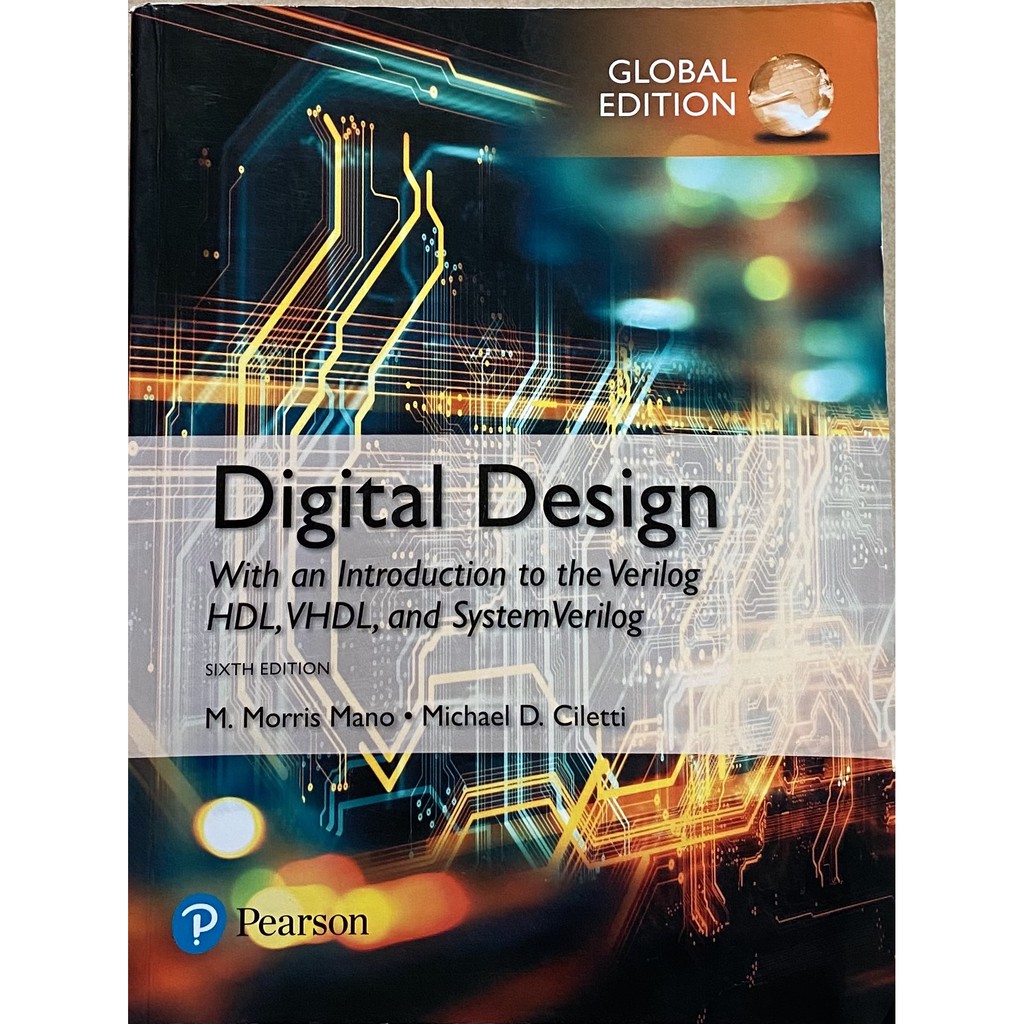 GLOBAL
EDITION
Digital Design
With an Introduction to the Verilog
HDL, VHDL, and SystemVerilog
SIXTH EDITION
M. Morris Mano • Michael D. Ciletti
P Pearson